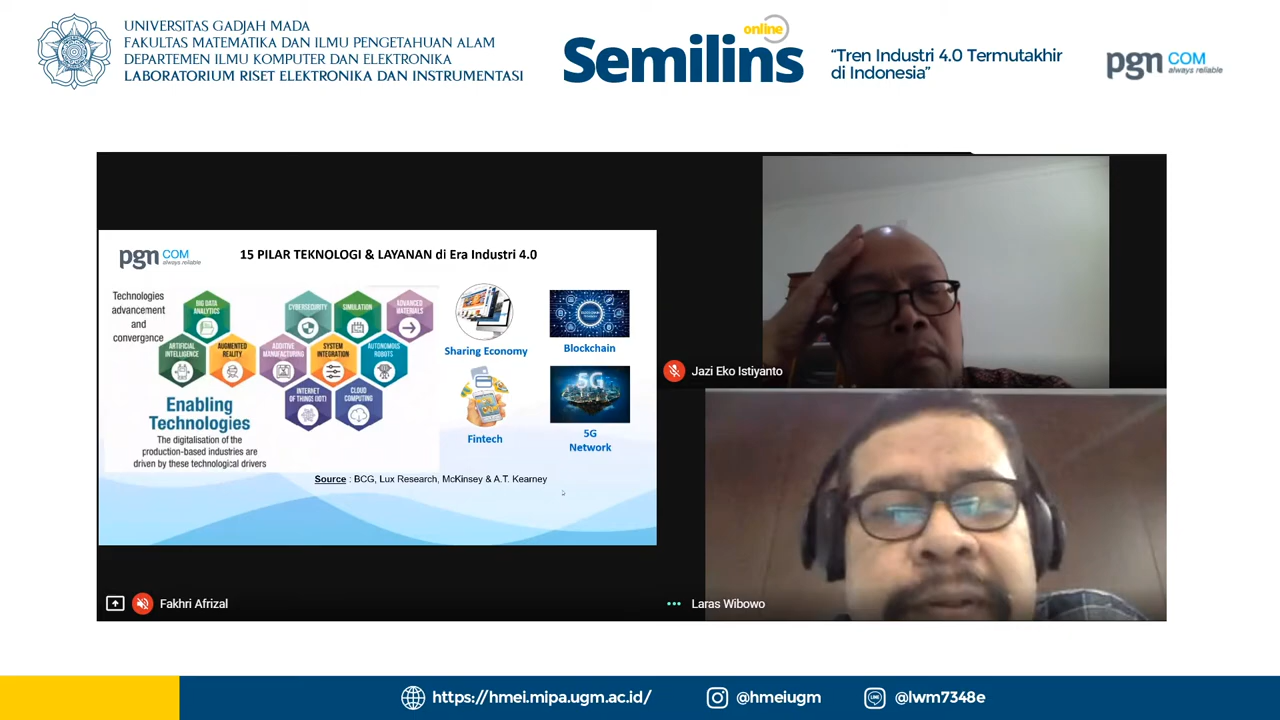 UNIVERSITAS GADJAH MADA
FAKULTAS MATEMATIKA DAN ILMU PENGETAHUAN ALAM
DEPARTEMEN ILMU KOMPUTER DAN ELEKTRONIKA
LABORATORIUM RISET ELEKTRONIKA DAN INSTRUMENTASI
online
Semilins
“Tren Industri 4.0 Termutakhir
di Indonesia”
pgn COM
always reliable
pgn COM
always reliable
15 PILAR TEKNOLOGI & LAYANAN di Era Industri 4.0
Technologies
advancement
and
convergence
BIG DATA
ANALYTICS
CYBERSECURITY
SIMULATION
ADVANCED
MATERIALS
ARTIFICIAL
INTELLIGENCE
AUGMENTED
REALITY
ADDITIVE
MANUFACTURING
SYSTEM
INTEGRATION
AUTONOMOUS
ROBOTS
INTERNET
OF THINGS (IOT)
CLOUD
COMPUTING
Enabling
Technologies
The digitalisation of the
production-based industries are
driven by these technological drivers
Sharing Economy
Blockchain
Fintech
5G
5G
Network
Source : BCG, Lux Research, McKinsey & A.T. Kearney
Jazi Eko Istiyanto
Fakhri Afrizal
Laras Wibowo
https://hmei.mipa.ugm.ac.id/
@hmeiugm
@lwm7348e